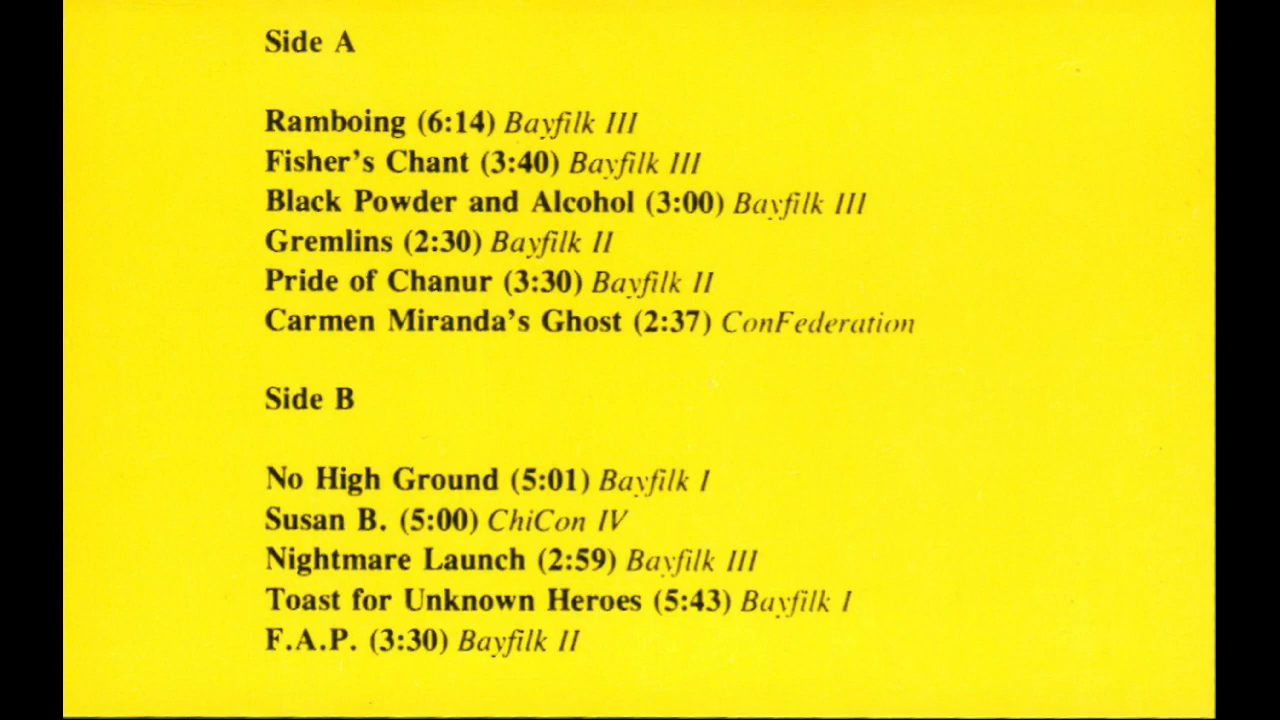 Side A
Ramboing (6:14) Bayfilk III
Fisher's Chant (3:40) Bayfilk III
Black Powder and Alcohol (3:00) Bayfilk III
Gremlins (2:30) Bayfilk II
Pride of Chanur (3:30) Bayfilk II
Carmen Miranda's Ghost (2:37) ConFederation
Side B
No High Ground (5:01) Bayfilk I
Susan B. (5:00) ChiCon IV
Nightmare Launch (2:59) Bayfilk III
Toast for Unknown Heroes (5:43) Bayfilk I
F.A.P. (3:30) Bayfilk II